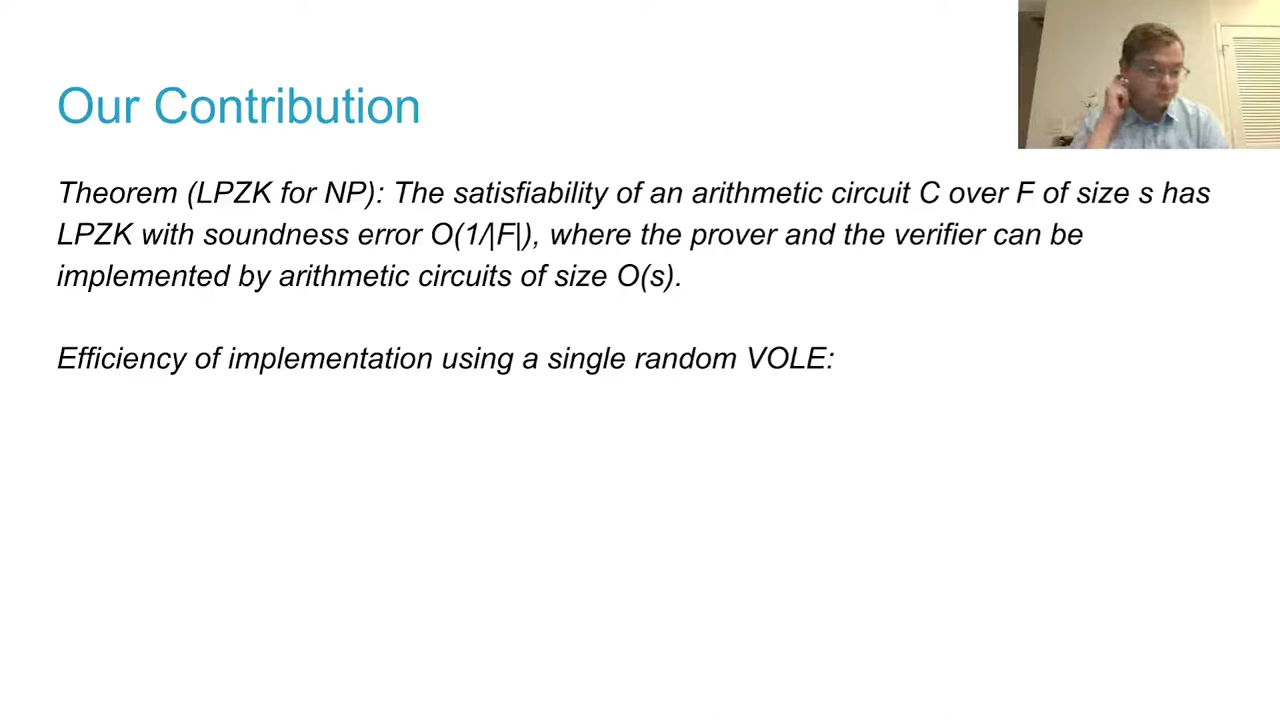 Our Contribution
Theorem (LPZK for NP): The satisfiability of an arithmetic circuit C over F of size s has
LPZK with soundness error O(1/|F|), where the prover and the verifier can be
implemented by arithmetic circuits of size O(s).
Efficiency of implementation using a single random VOLE: